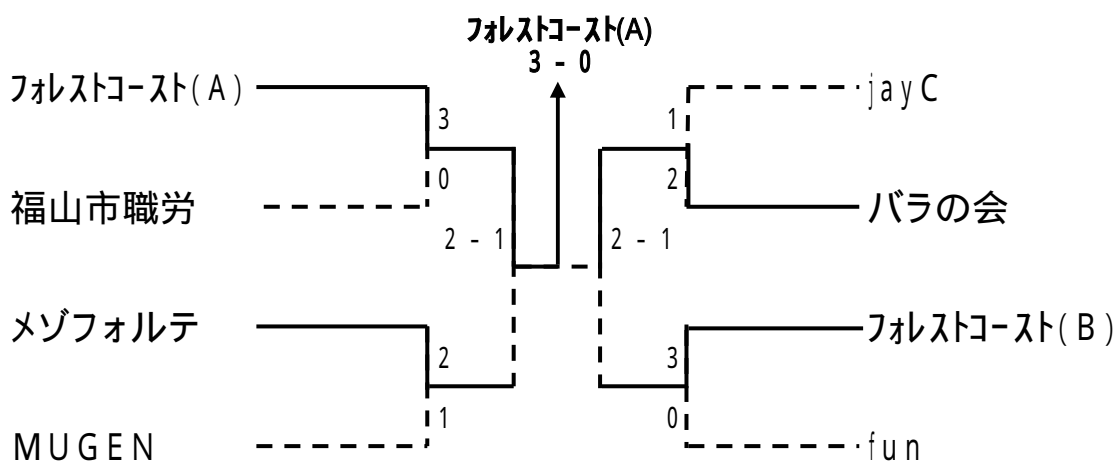 フォレストコースト(A)
3 - 0
フォレストコースト(A)
jayC
3
1
0
2
福山市職労
バラの会
2 - 1
2 - 1
メゾフォルテ
フォレストコースト(B)
2
3
1
0
MUGEN
fun